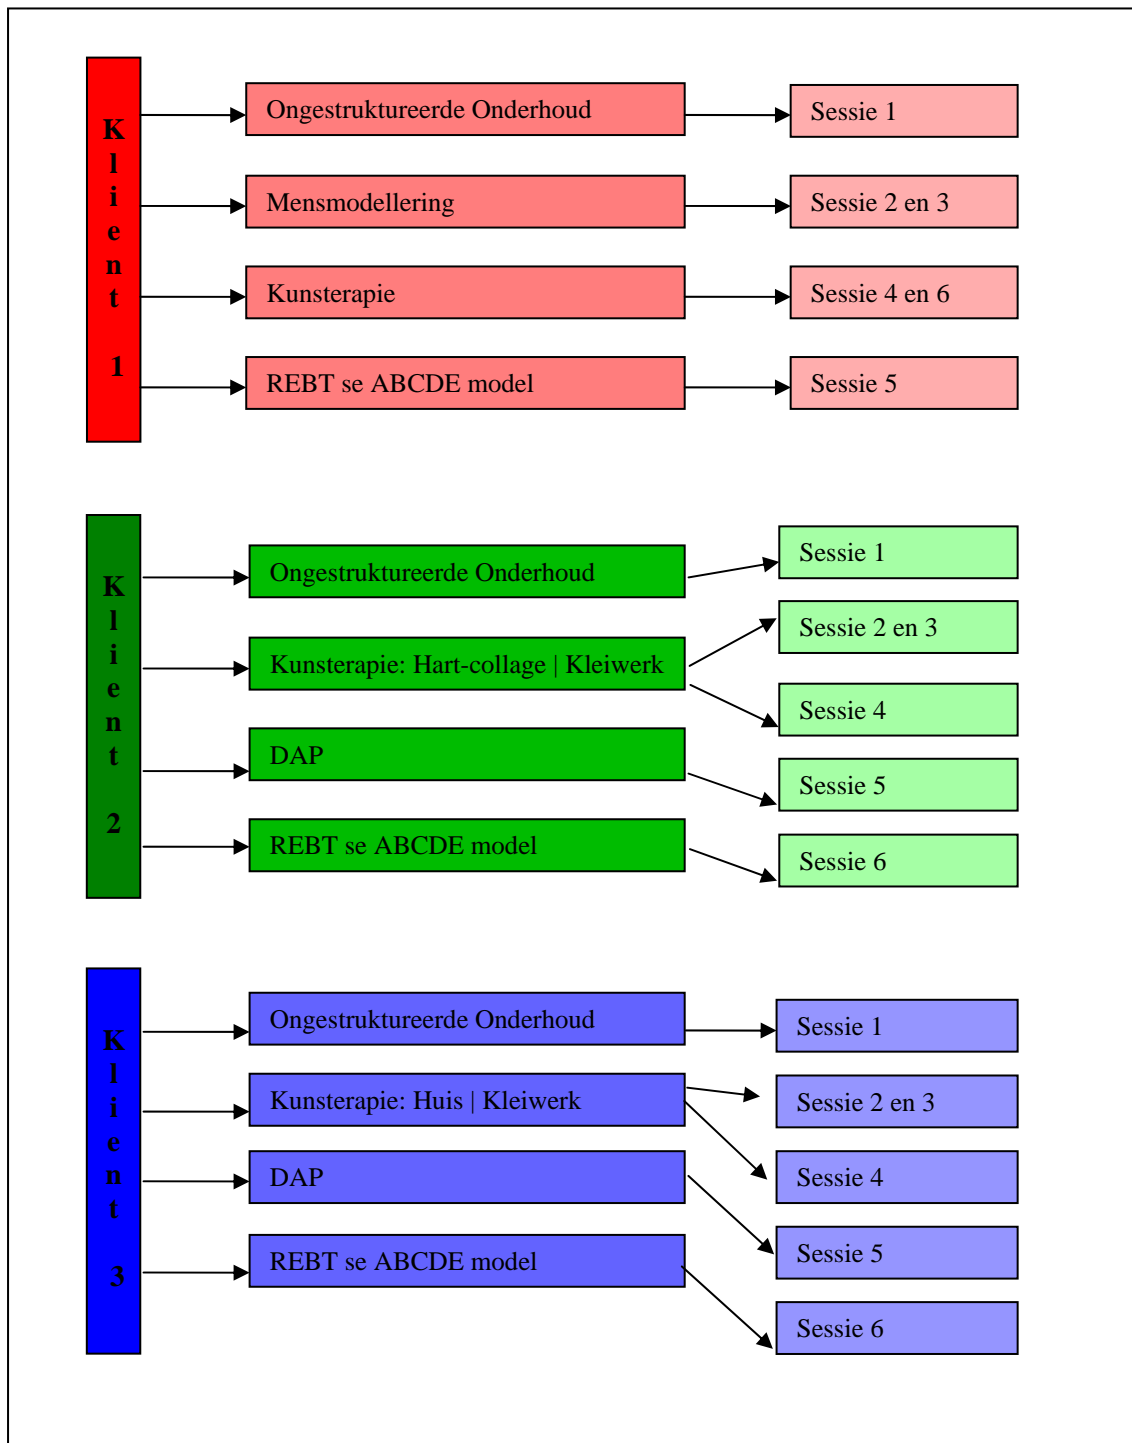 Klient 1
Ongestruktureerde Onderhoud
Sessie 1
Mensmodellering
Sessie 2 en 3
Kunsterapie
Sessie 4 en 6
REBT se ABCDE model
Sessie 5
Klient 2
Ongestruktureerde Onderhoud
Sessie 1
Kunsterapie: Hart-collage | Kleiwerk
Sessie 2 en 3
Sessie 4
DAP
Sessie 5
REBT se ABCDE model
Sessie 6
Klient 3
Ongestruktureerde Onderhoud
Sessie 1
Kunsterapie: Huis | Kleiwerk
Sessie 2 en 3
Sessie 4
DAP
Sessie 5
REBT se ABCDE model
Sessie 6